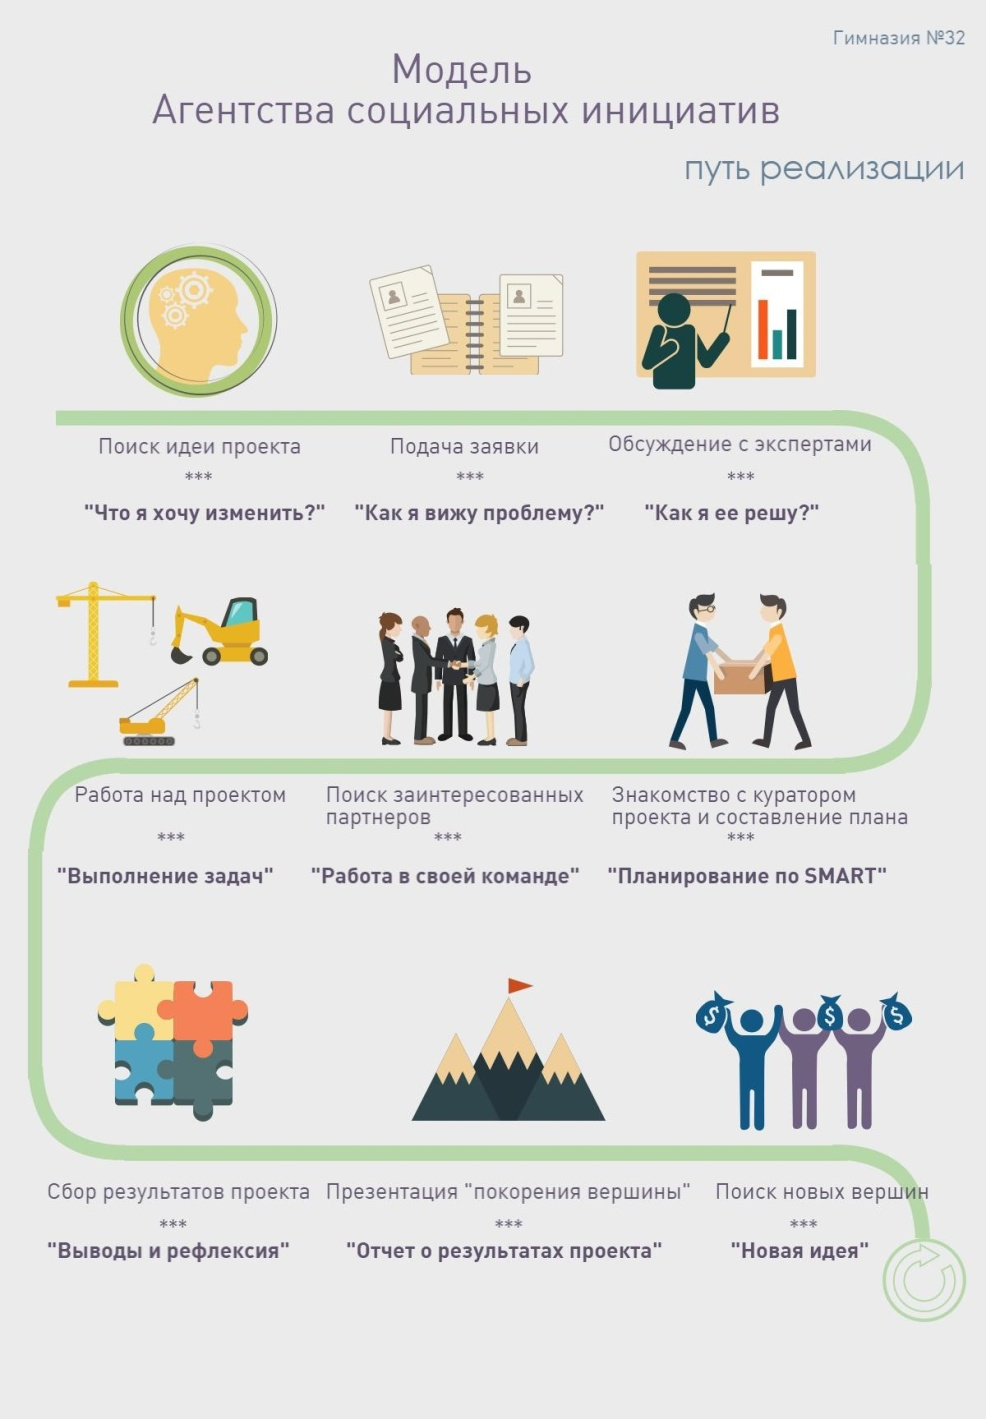 Гимназия №32
Модель
Агентства социальных инициатив
путь реализации
Поиск идеи проекта
***
"Что я хочу изменить?"
Подача заявки
***
"Как я вижу проблему?"
Обсуждение с экспертами
***
"Как я ее решу?"
Знакомство с куратором
проекта и составление плана
***
"Планирование по SMART"
Поиск заинтересованных
партнеров
***
"Работа в своей команде"
Работа над проектом
***
"Выполнение задач"
Сбор результатов проекта
***
"Выводы и рефлексия"
Презентация "покорения вершины"
***
"Отчет о результатах проекта"
Поиск новых вершин
***
"Новая идея"
$
$
$